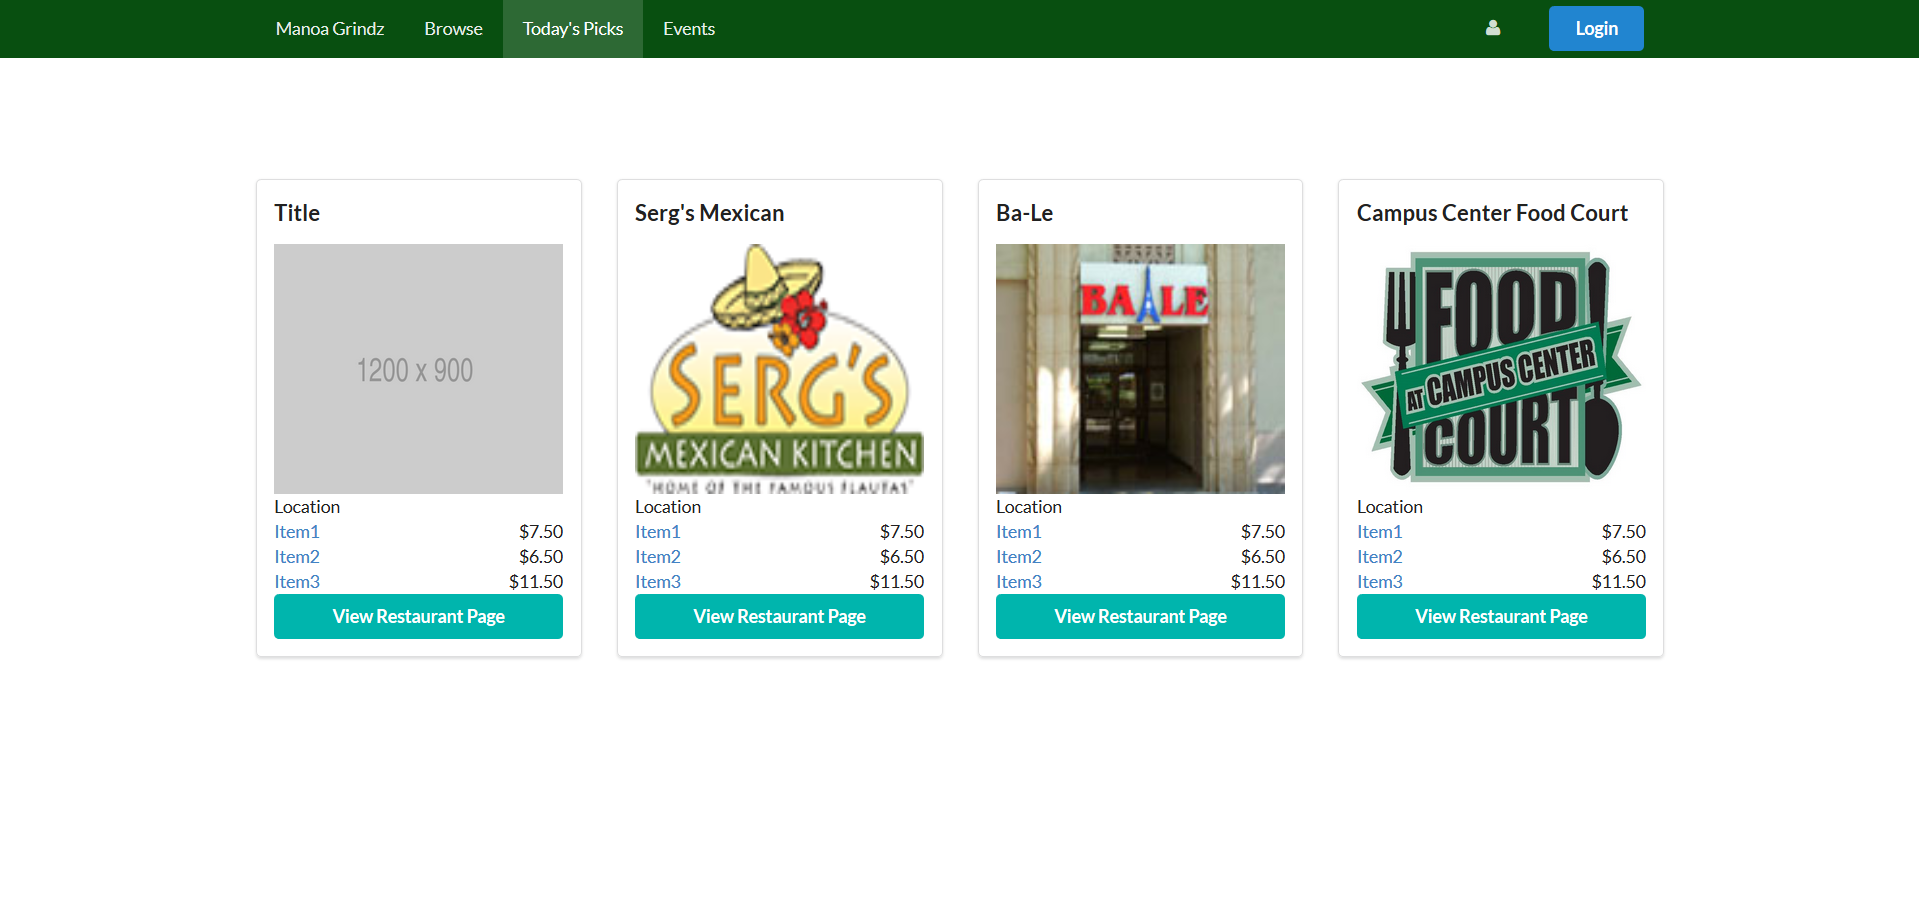 Manoa Grindz Browse Today's Picks Events Login
Title
1200 x 900
Location
Item1 $7.50
Item2 $6.50
Item3 $11.50
View Restaurant Page
Serg's Mexican
SERG'S
MEXICAN KITCHEN
"HOME OF THE FAMOUS FLAUTAS"
Location
Item1 $7.50
Item2 $6.50
Item3 $11.50
View Restaurant Page
Ba-Le
BA LE
Location
Item1 $7.50
Item2 $6.50
Item3 $11.50
View Restaurant Page
Campus Center Food Court
FOOD
AT CAMPUS CENTER
COURT
Location
Item1 $7.50
Item2 $6.50
Item3 $11.50
View Restaurant Page